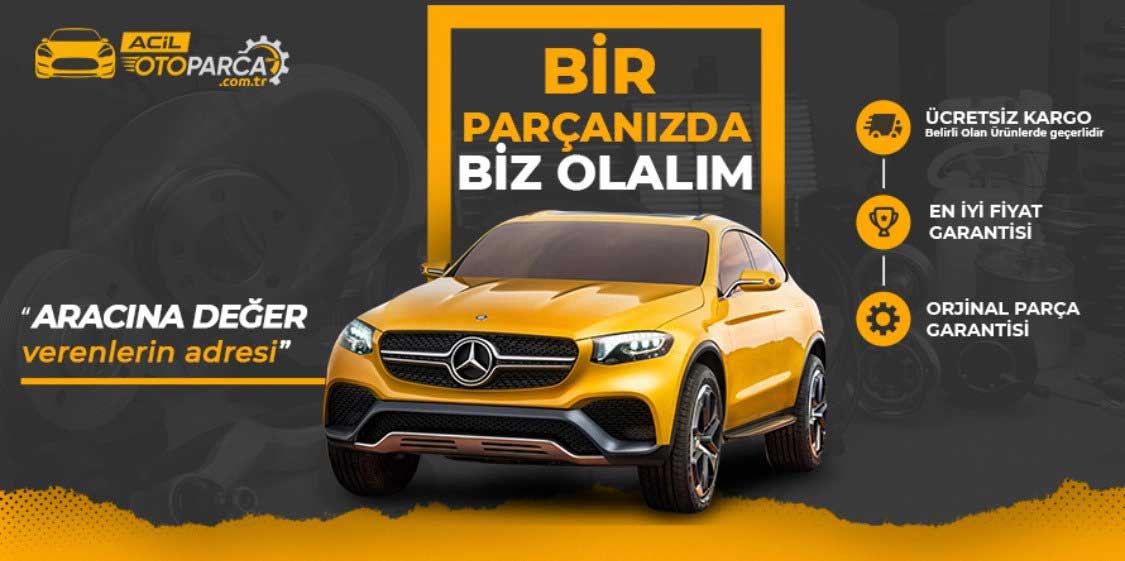 ACİL
OTOPARÇA
.com.tr
BİR
PARÇANIZDA
BİZ OLALIM
"ARACINA DEĞER
verenlerin adresi"
ÜCRETSİZ KARGO
Belirli Olan Ürünlerde geçerlidir
EN İYİ FİYAT
GARANTİSİ
ORJİNAL PARÇA
GARANTİSİ